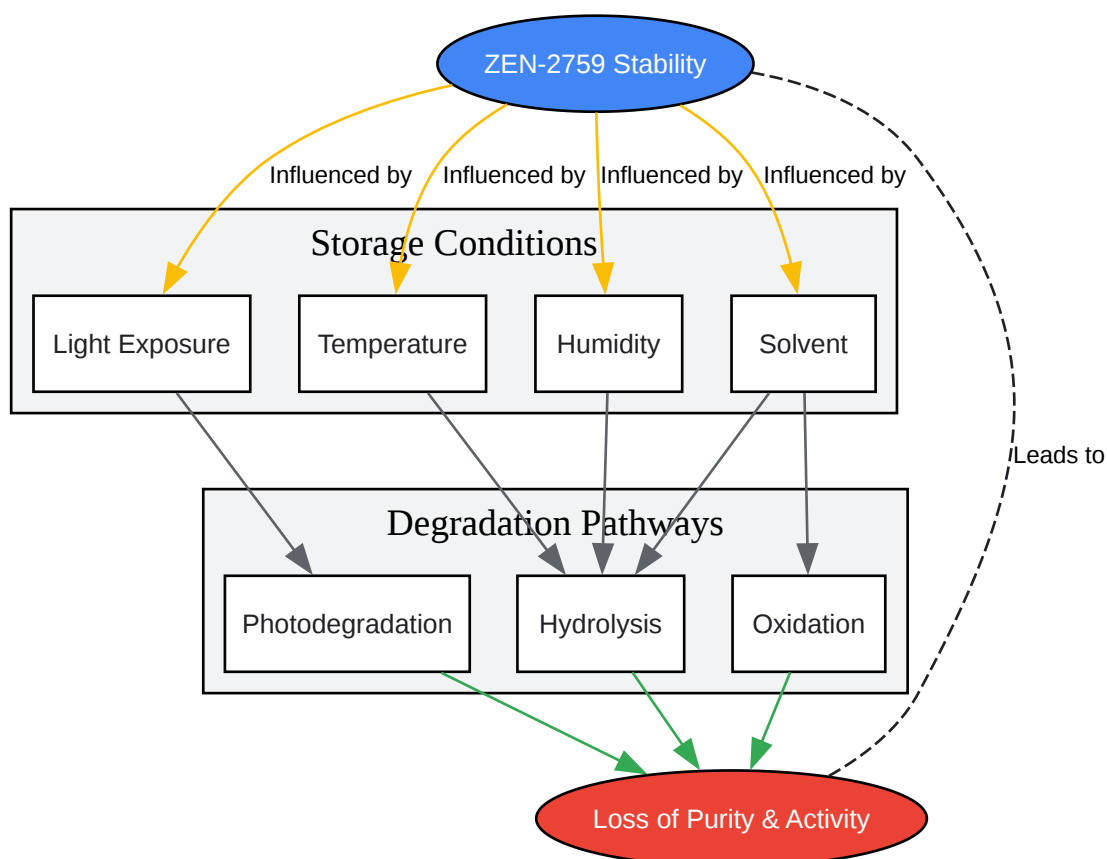 ZEN-2759 Stability
Influenced by
Influenced by
Influenced by
Influenced by
Storage Conditions
Light Exposure
Temperature
Humidity
Solvent
Leads to
Degradation Pathways
Photodegradation
Hydrolysis
Oxidation
Loss of Purity & Activity